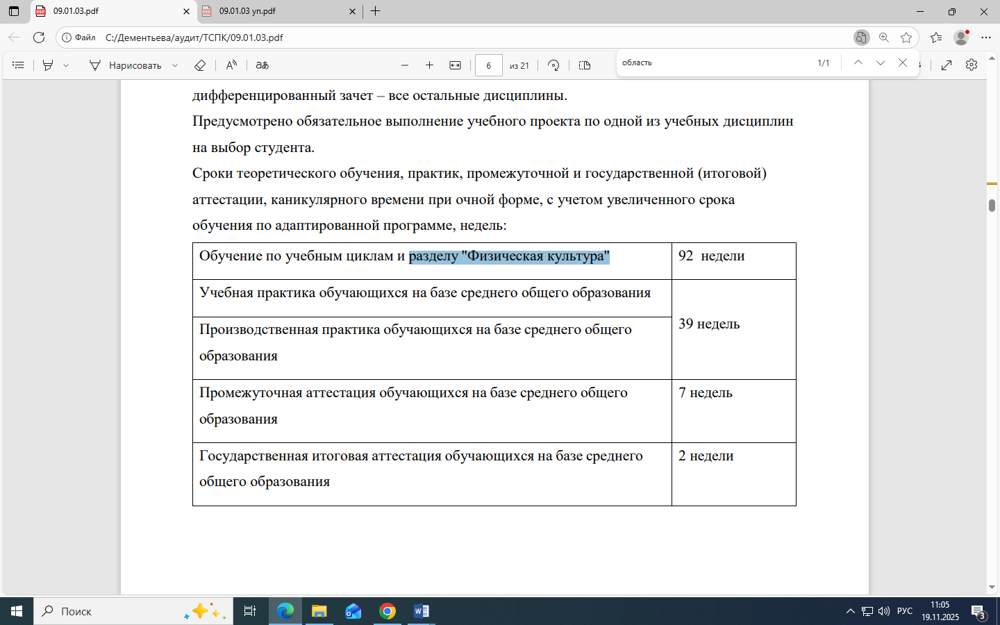 09.01.03.pdf
09.01.03 уп.pdf
Файл
C:/Дементьева/аудит/ТСПК/09.01.03.pdf
Нарисовать
6
из 21
область
1/1
дифференцированный зачет – все остальные дисциплины.
Предусмотрено обязательное выполнение учебного проекта по одной из учебных дисциплин
на выбор студента.
Сроки теоретического обучения, практик, промежуточной и государственной (итоговой)
аттестации, каникулярного времени при очной форме, с учетом увеличенного срока
обучения по адаптированной программе, недель:
Обучение по учебным циклам и разделу "Физическая культура"
92 недели
Учебная практика обучающихся на базе среднего общего образования
39 недель
Производственная практика обучающихся на базе среднего общего
образования
Промежуточная аттестация обучающихся на базе среднего общего
образования
7 недель
Государственная итоговая аттестация обучающихся на базе среднего
общего образования
2 недели
Поиск
РУС
11:05
19.11.2025
3